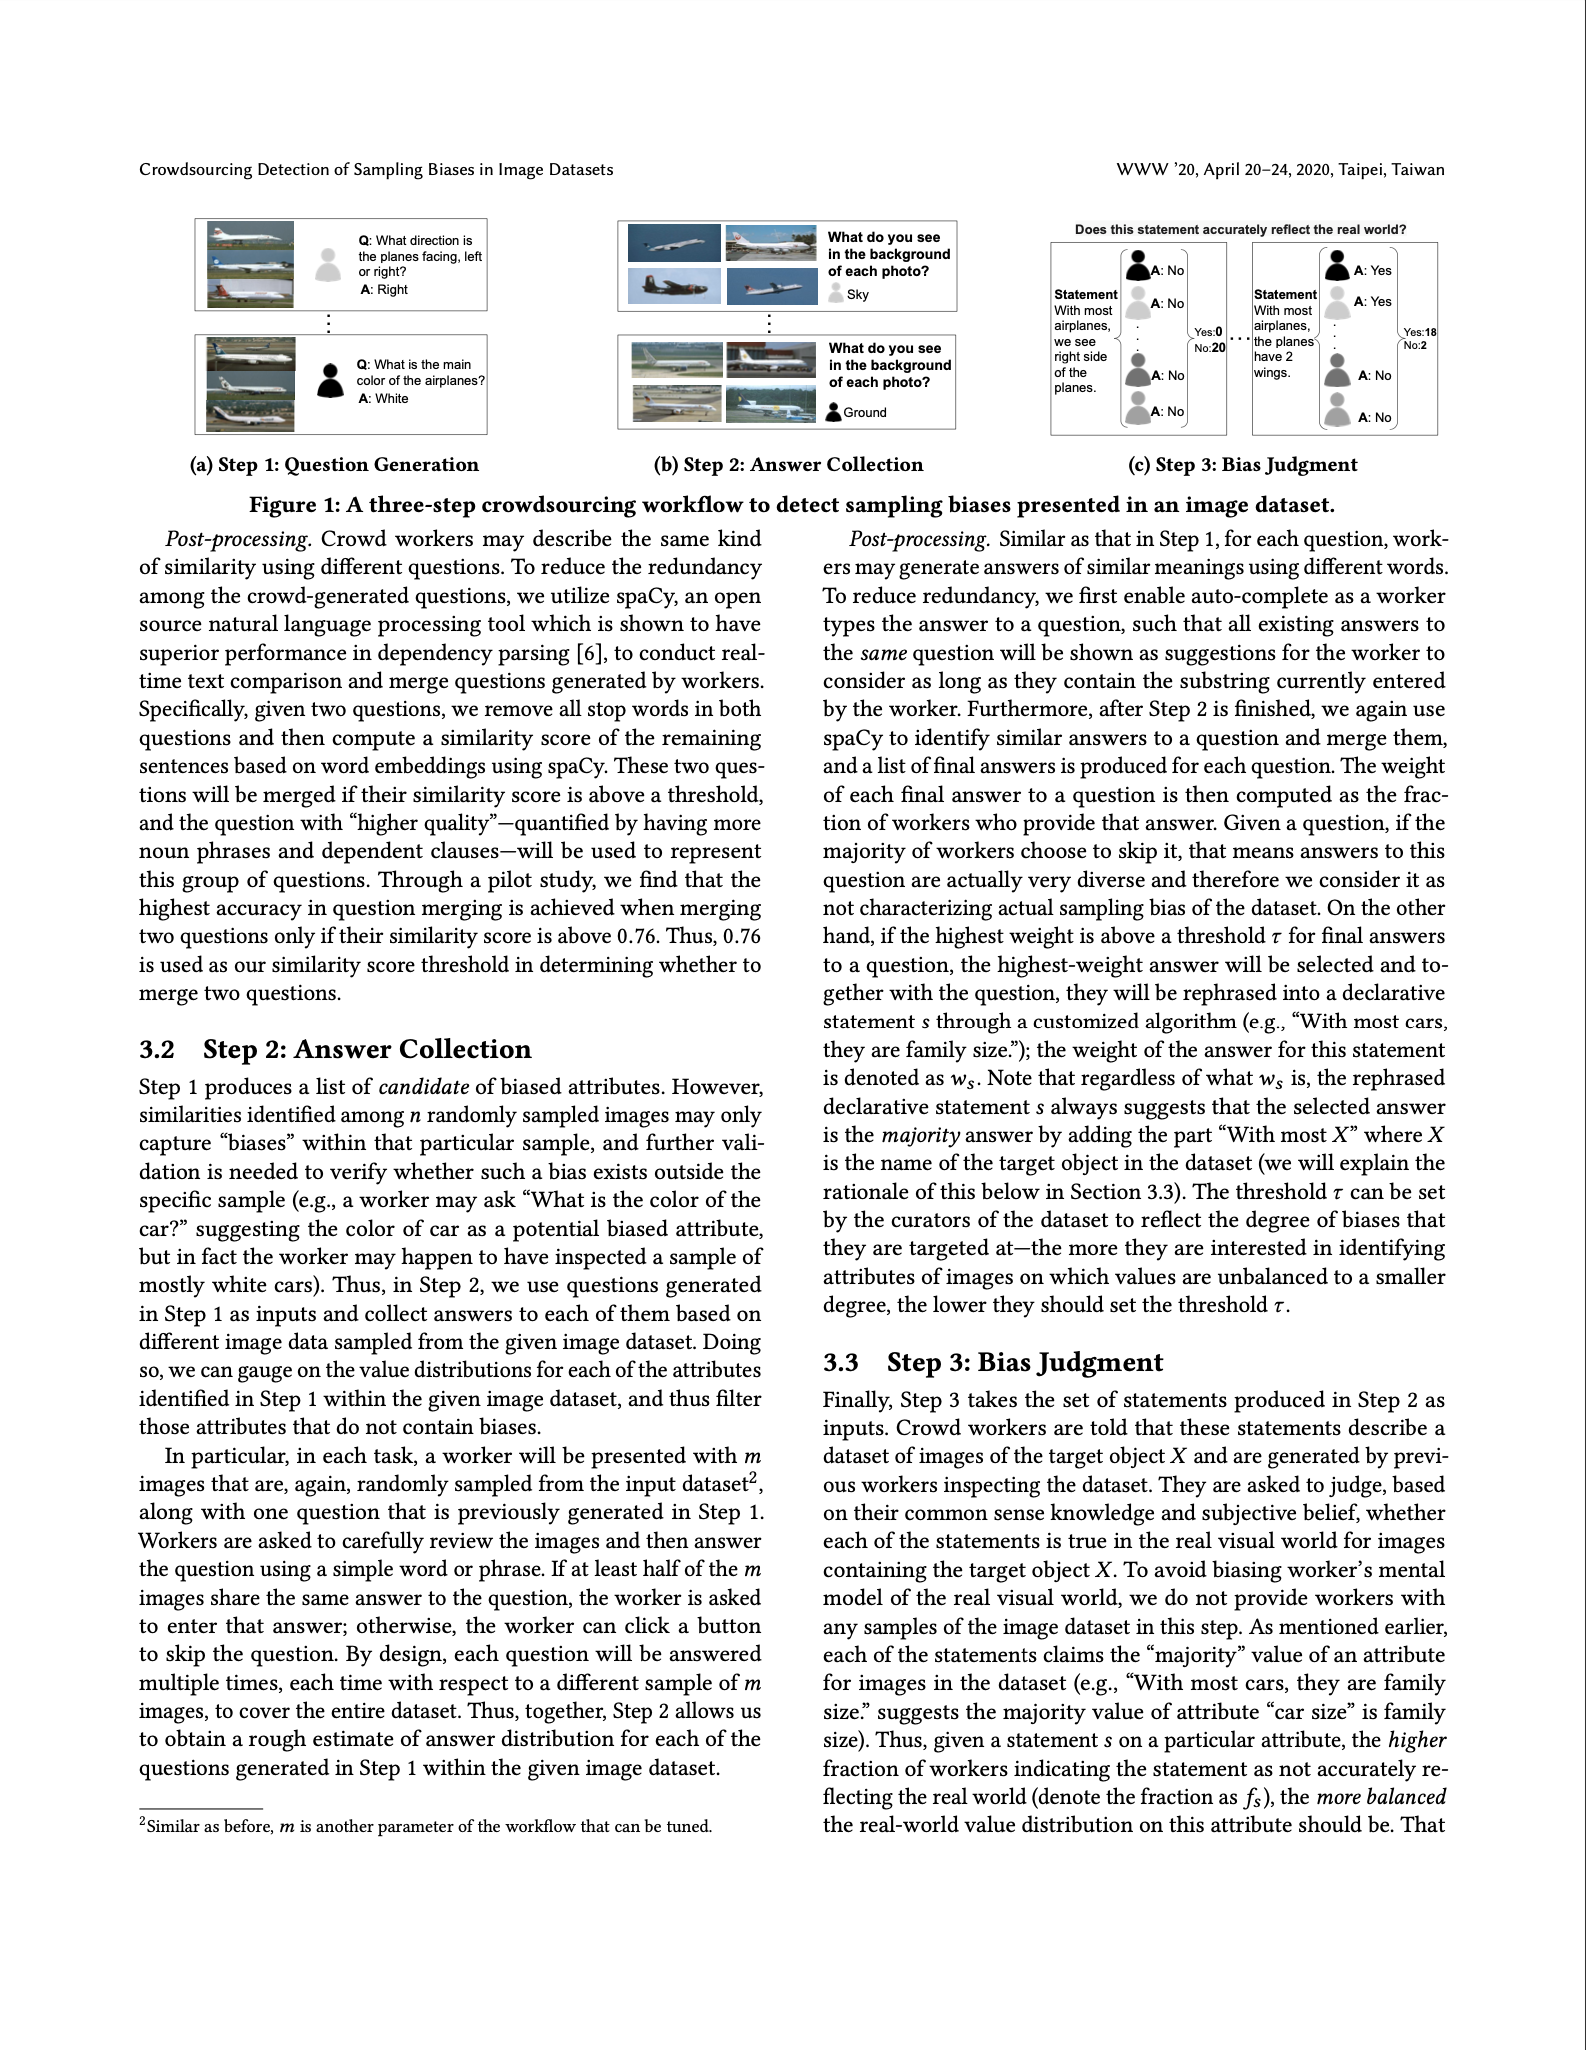 Crowdsourcing Detection of Sampling Biases in Image Datasets
WWW ’20, April 20–24, 2020, Taipei, Taiwan
Q: What direction is
the planes facing, left
or right?
A: Right
Q: What is the main
color of the airplanes?
A: White
(a) Step 1: Question Generation
What do you see
in the background
of each photo?
Sky
What do you see
in the background
of each photo?
Ground
(b) Step 2: Answer Collection
Does this statement accurately reflect the real world?
Statement
With most
airplanes,
we see
right side
of the
planes.
A: No
A: No
A: No
A: No
Yes:0
No:20
Statement
With most
airplanes,
the planes
have 2
wings.
A: Yes
A: Yes
A: No
A: No
Yes:18
No:2
(c) Step 3: Bias Judgment
Figure 1: A three-step crowdsourcing workflow to detect sampling biases presented in an image dataset.
Post-processing. Crowd workers may describe the same kind
of similarity using different questions. To reduce the redundancy
among the crowd-generated questions, we utilize spaCy, an open
source natural language processing tool which is shown to have
superior performance in dependency parsing [6], to conduct real-
time text comparison and merge questions generated by workers.
Specifically, given two questions, we remove all stop words in both
questions and then compute a similarity score of the remaining
sentences based on word embeddings using spaCy. These two ques-
tions will be merged if their similarity score is above a threshold,
and the question with “higher quality”—quantified by having more
noun phrases and dependent clauses—will be used to represent
this group of questions. Through a pilot study, we find that the
highest accuracy in question merging is achieved when merging
two questions only if their similarity score is above 0.76. Thus, 0.76
is used as our similarity score threshold in determining whether to
merge two questions.
3.2 Step 2: Answer Collection
Step 1 produces a list of candidate of biased attributes. However,
similarities identified among n randomly sampled images may only
capture “biases” within that particular sample, and further vali-
dation is needed to verify whether such a bias exists outside the
specific sample (e.g., a worker may ask “What is the color of the
car?” suggesting the color of car as a potential biased attribute,
but in fact the worker may happen to have inspected a sample of
mostly white cars). Thus, in Step 2, we use questions generated
in Step 1 as inputs and collect answers to each of them based on
different image data sampled from the given image dataset. Doing
so, we can gauge on the value distributions for each of the attributes
identified in Step 1 within the given image dataset, and thus filter
those attributes that do not contain biases.
In particular, in each task, a worker will be presented with m
images that are, again, randomly sampled from the input dataset²,
along with one question that is previously generated in Step 1.
Workers are asked to carefully review the images and then answer
the question using a simple word or phrase. If at least half of the m
images share the same answer to the question, the worker is asked
to enter that answer; otherwise, the worker can click a button
to skip the question. By design, each question will be answered
multiple times, each time with respect to a different sample of m
images, to cover the entire dataset. Thus, together, Step 2 allows us
to obtain a rough estimate of answer distribution for each of the
questions generated in Step 1 within the given image dataset.
²Similar as before, m is another parameter of the workflow that can be tuned.
Post-processing. Similar as that in Step 1, for each question, work-
ers may generate answers of similar meanings using different words.
To reduce redundancy, we first enable auto-complete as a worker
types the answer to a question, such that all existing answers to
the same question will be shown as suggestions for the worker to
consider as long as they contain the substring currently entered
by the worker. Furthermore, after Step 2 is finished, we again use
spaCy to identify similar answers to a question and merge them,
and a list of final answers is produced for each question. The weight
of each final answer to a question is then computed as the frac-
tion of workers who provide that answer. Given a question, if the
majority of workers choose to skip it, that means answers to this
question are actually very diverse and therefore we consider it as
not characterizing actual sampling bias of the dataset. On the other
hand, if the highest weight is above a threshold τ for final answers
to a question, the highest-weight answer will be selected and to-
gether with the question, they will be rephrased into a declarative
statement s through a customized algorithm (e.g., “With most cars,
they are family size.”); the weight of the answer for this statement
is denoted as wₛ. Note that regardless of what wₛ is, the rephrased
declarative statement s always suggests that the selected answer
is the majority answer by adding the part “With most X” where X
is the name of the target object in the dataset (we will explain the
rationale of this below in Section 3.3). The threshold τ can be set
by the curators of the dataset to reflect the degree of biases that
they are targeted at—the more they are interested in identifying
attributes of images on which values are unbalanced to a smaller
degree, the lower they should set the threshold τ.
3.3 Step 3: Bias Judgment
Finally, Step 3 takes the set of statements produced in Step 2 as
inputs. Crowd workers are told that these statements describe a
dataset of images of the target object X and are generated by previ-
ous workers inspecting the dataset. They are asked to judge, based
on their common sense knowledge and subjective belief, whether
each of the statements is true in the real visual world for images
containing the target object X. To avoid biasing worker’s mental
model of the real visual world, we do not provide workers with
any samples of the image dataset in this step. As mentioned earlier,
each of the statements claims the “majority” value of an attribute
for images in the dataset (e.g., “With most cars, they are family
size.” suggests the majority value of attribute “car size” is family
size). Thus, given a statement s on a particular attribute, the higher
fraction of workers indicating the statement as not accurately re-
flecting the real world (denote the fraction as fₛ), the more balanced
the real-world value distribution on this attribute should be. That